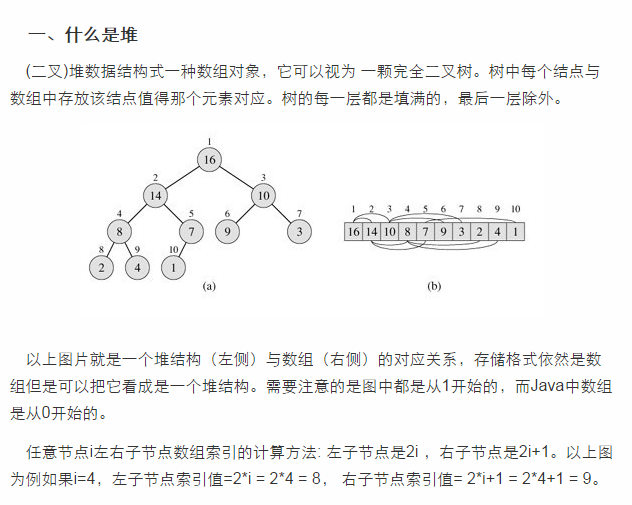 一、什么是堆
(二叉)堆数据结构式一种数组对象，它可以视为 一颗完全二叉树。树中每个结点与
数组中存放该结点值得那个元素对应。树的每一层都是填满的，最后一层除外。
1
16
2 3
14 10
4 5 6 7
8 7 9 3
8 9 10
2 4 1
(a)
1 2 3 4 5 6 7 8 9 10
16 14 10 8 7 9 3 2 4 1
(b)
以上图片就是一个堆结构（左侧）与数组（右侧）的对应关系，存储格式依然是数
组但是可以把它看成是一个堆结构。需要注意的是图中都是从1开始的，而Java中数组
是从0开始的。
任意节点i左右子节点数组索引的计算方法: 左子节点是2i ，右子节点是2i+1。以上图
为例如果i=4，左子节点索引值=2*i = 2*4 = 8， 右子节点索引值= 2*i+1 = 2*4+1 = 9。